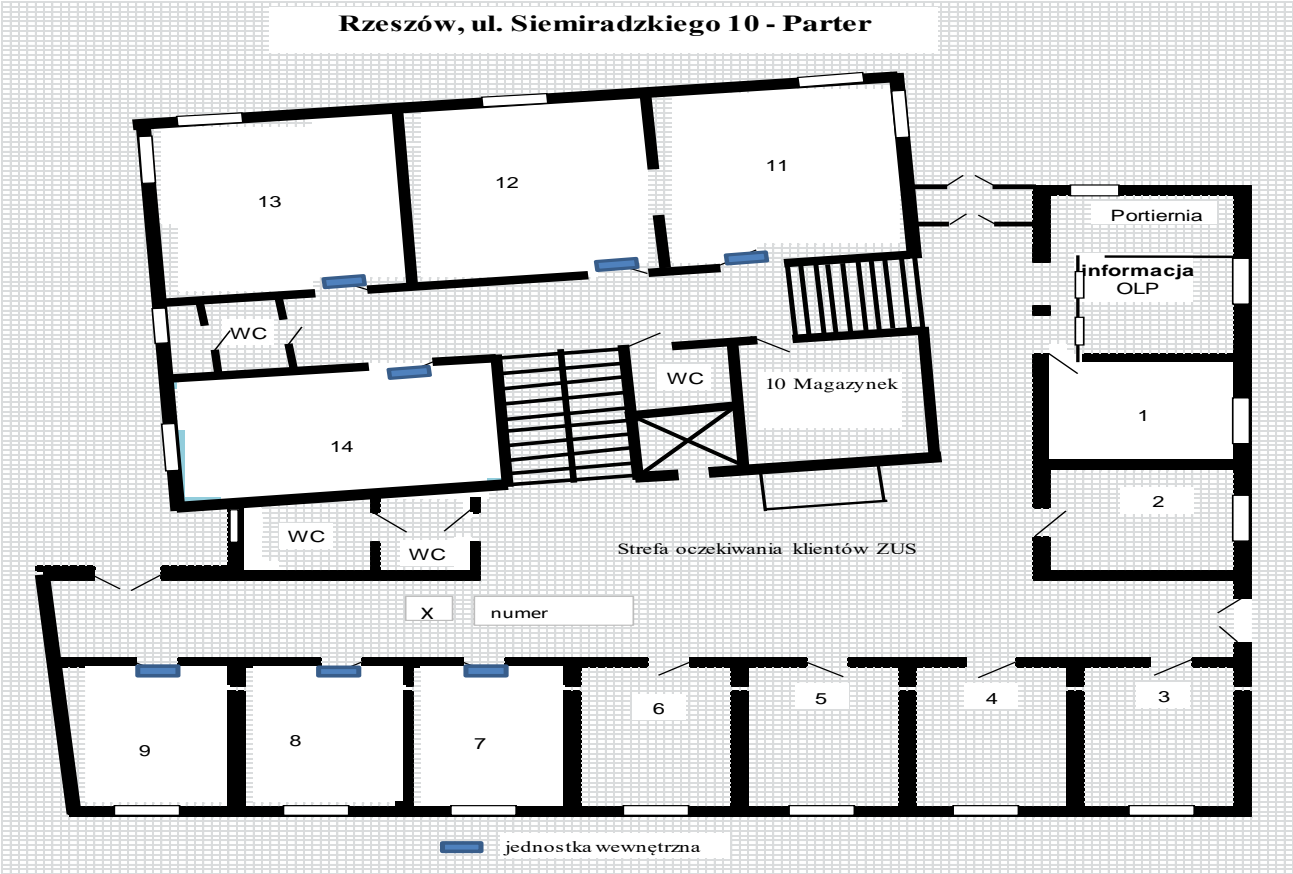 Rzeszów, ul. Siemiradzkiego 10 - Parter
13
12
11
Portiernia
informacja
OLP
WC
WC
10 Magazynek
1
14
2
WC
WC
Strefa oczekiwania klientów ZUS
X
numer
9
8
7
6
5
4
3
jednostka wewnętrzna